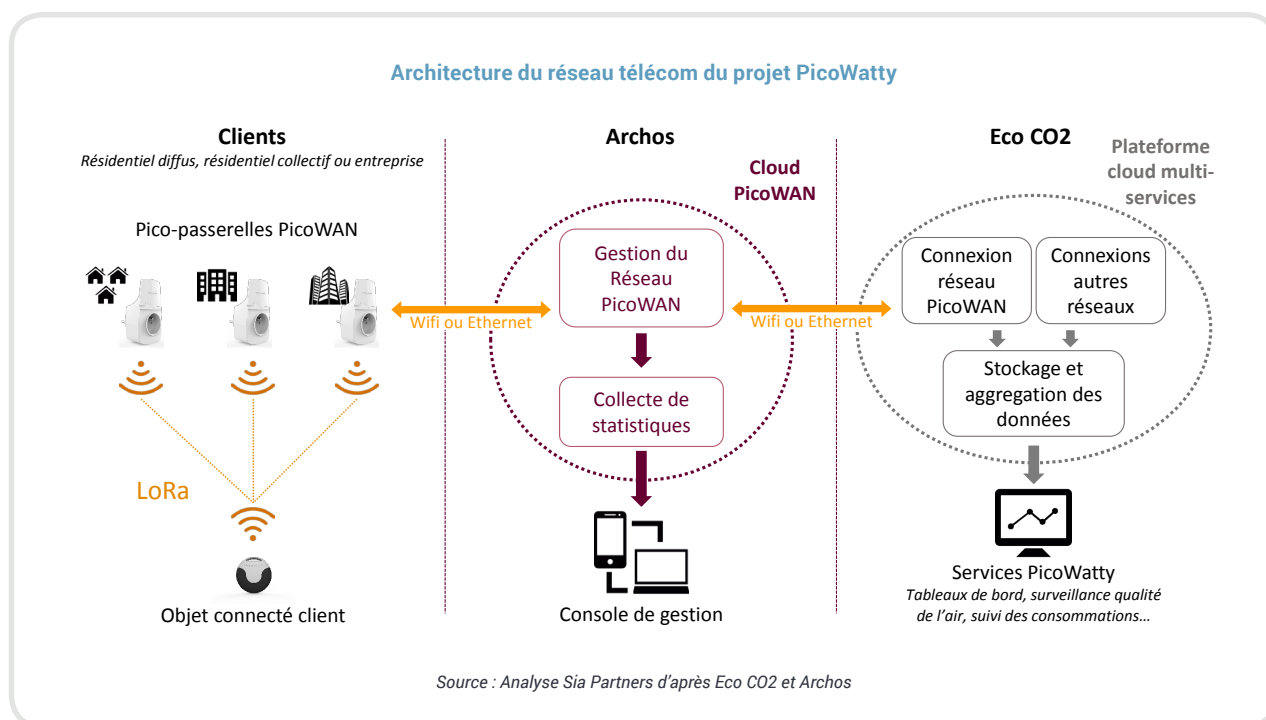 Architecture du réseau télécom du projet PicoWatty
Clients
Résidentiel diffus, résidentiel collectif ou entreprise
Pico-passerelles PicoWAN
LoRa
Objet connecté client
Wifi ou Ethernet
Archos
Cloud
PicoWAN
Gestion du
Réseau
PicoWAN
Collecte de
statistiques
Console de gestion
Wifi ou Ethernet
Eco CO2
Plateforme
cloud multi-
services
Connexion
réseau
PicoWAN
Connexions
autres
réseaux
Stockage et
aggregation des
données
Services PicoWatty
Tableaux de bord, surveillance qualité
de l’air, suivi des consommations…
Source : Analyse Sia Partners d’après Eco CO2 et Archos